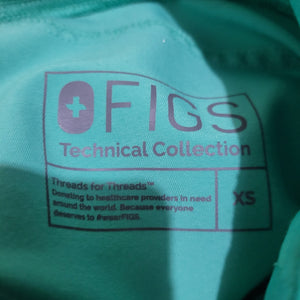 FIGS
Technical Collection
Threads for Threads™
Donating to healthcare providers in need
around the world. Because everyone
deserves to #wearFIGS.
XS